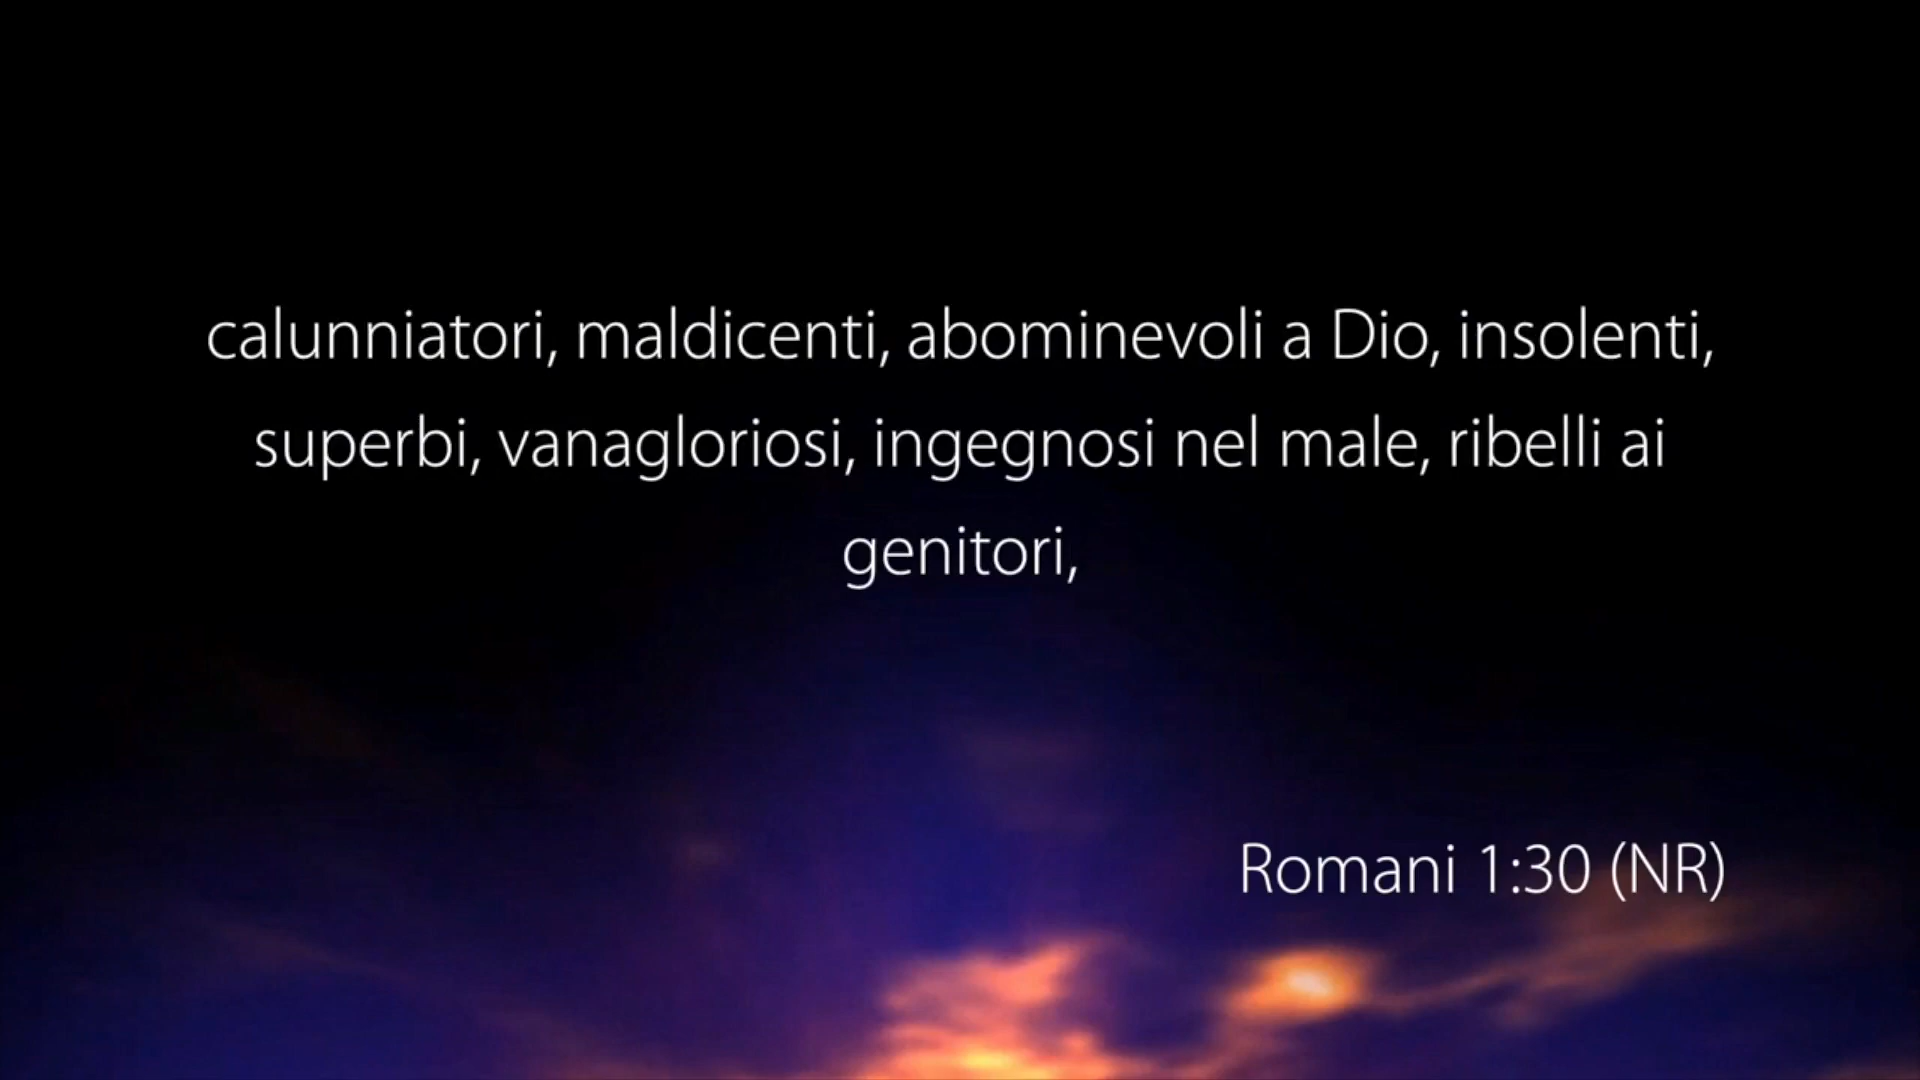 calunniatori, maldicenti, abominevoli a Dio, insolenti,
superbi, vanagloriosi, ingegnosi nel male, ribelli ai
genitori,
Romani 1:30 (NR)